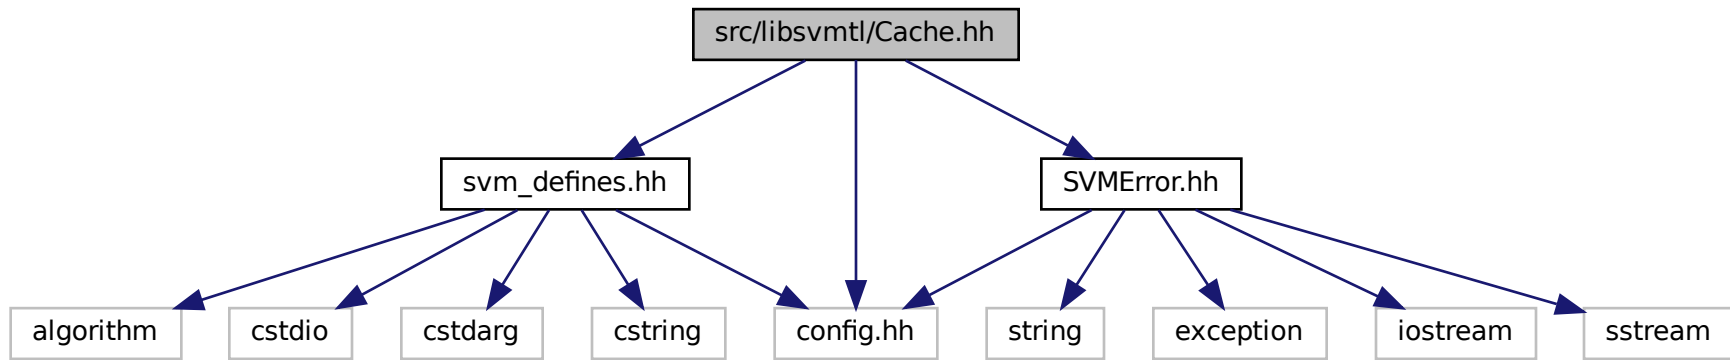 src/libsvmtl/Cache.hh
svm_defines.hh
SVMError.hh
algorithm
cstdio
cstdarg
cstring
config.hh
string
exception
iostream
sstream